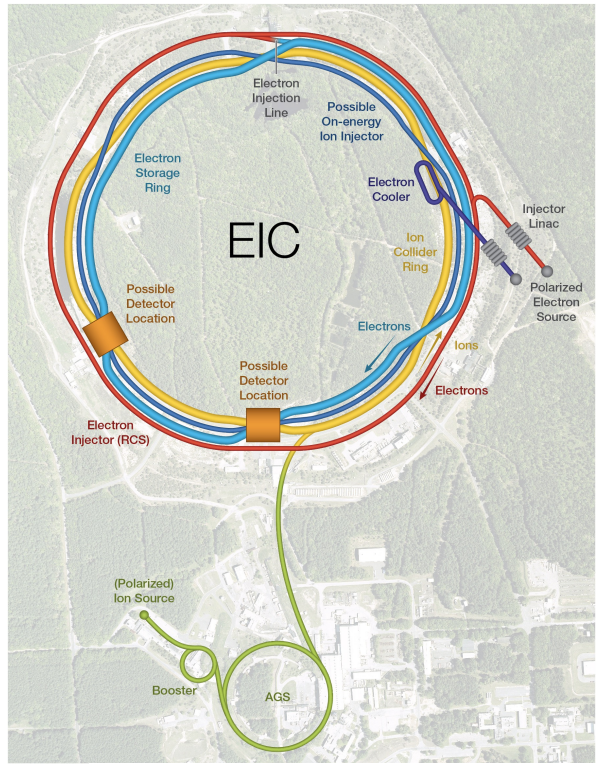 Electron
Injection
Line
Possible
On-energy
Ion Injector
Electron
Storage
Ring
Electron
Cooler
Injector
Linac
EIC
Ion
Collider
Ring
Polarized
Electron
Source
Possible
Detector
Location
Electrons
Ions
Possible
Detector
Location
Electrons
Electron
Injector (RCS)
(Polarized)
Ion Source
Booster
AGS